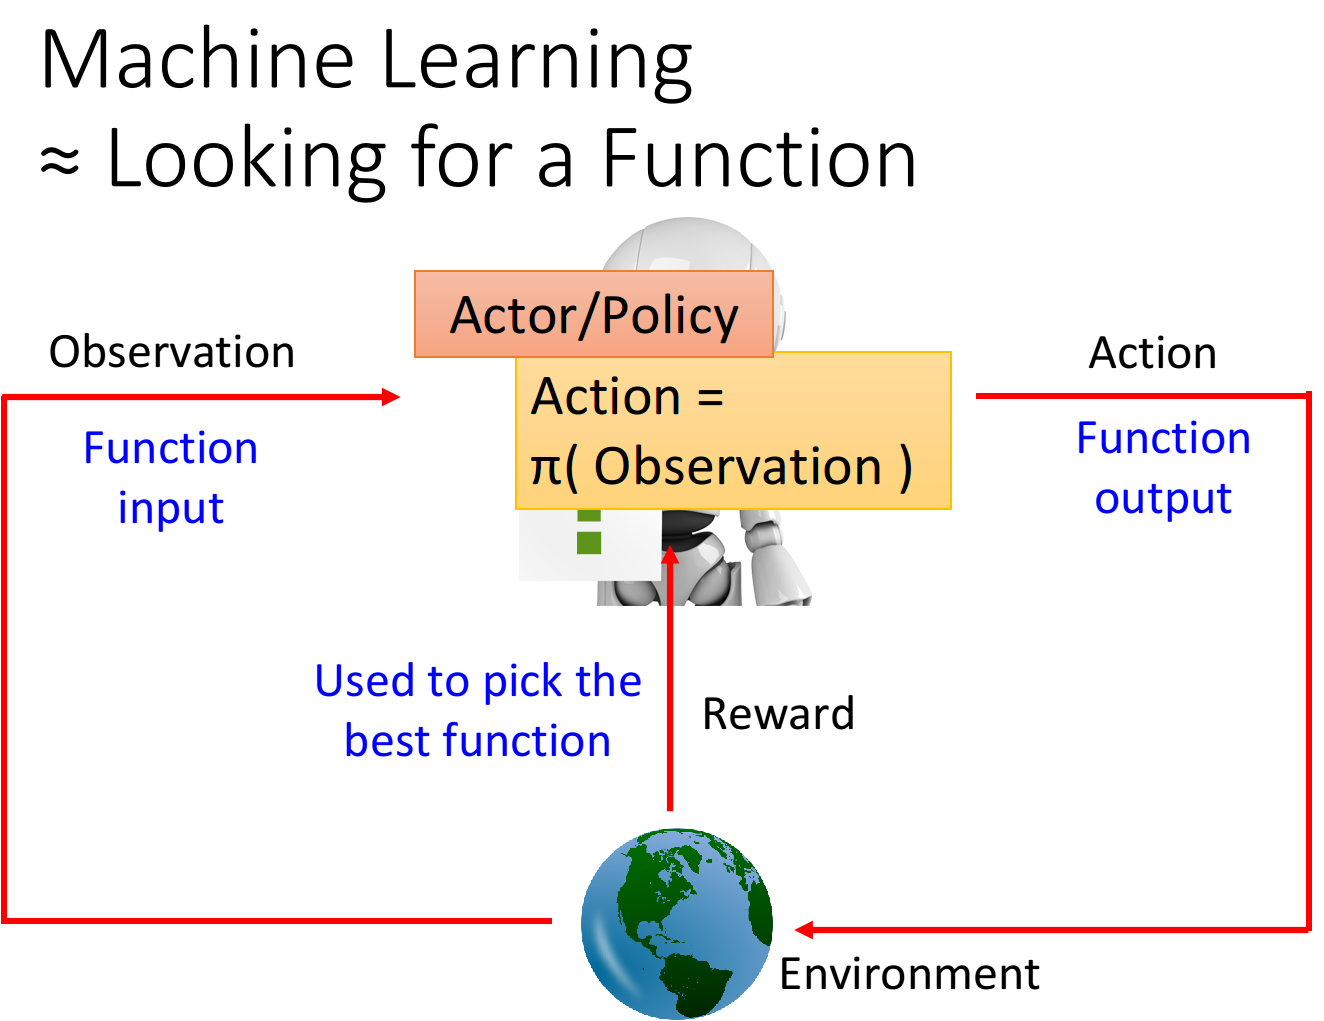 Machine Learning
≈ Looking for a Function
Actor/Policy
Observation
Action
Action =
π( Observation )
Function
input
Function
output
Used to pick the
best function
Reward
Environment